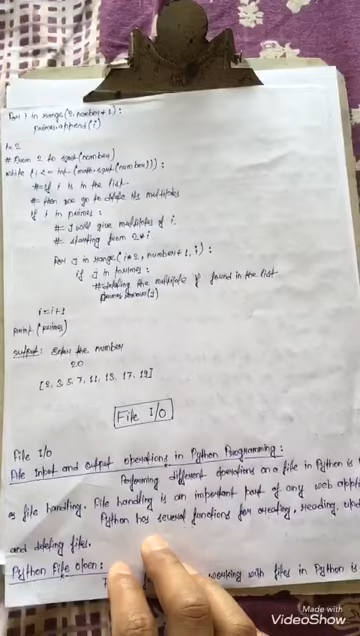 for i in range(2, number+1):
primes.append(i)
i=2
# From 2 to sqrt(number)
while (i <= int (math.sqrt(number))):
#= if i is in the list
#= then we go to delete its multiples
if i in primes:
#= J will give multiples of i.
#= starting from 2*i
for J in range(i*2, number+1, i):
if J in primes:
#deleting the multiple if found in the list
primes.remove(J)
i=i+1
print (primes)
output: Enter the number
20
[2, 3, 5, 7, 11, 13, 17, 19]
File I/O
File I/O
File Input and output operations in Python Programming:
Performing different operations on a file in Python is
as file handling. File handling is an important part of any web
Python has several functions for creating, reading,
and deleting files.
Python File open:
working with files in Python is
Made with
VideoShow